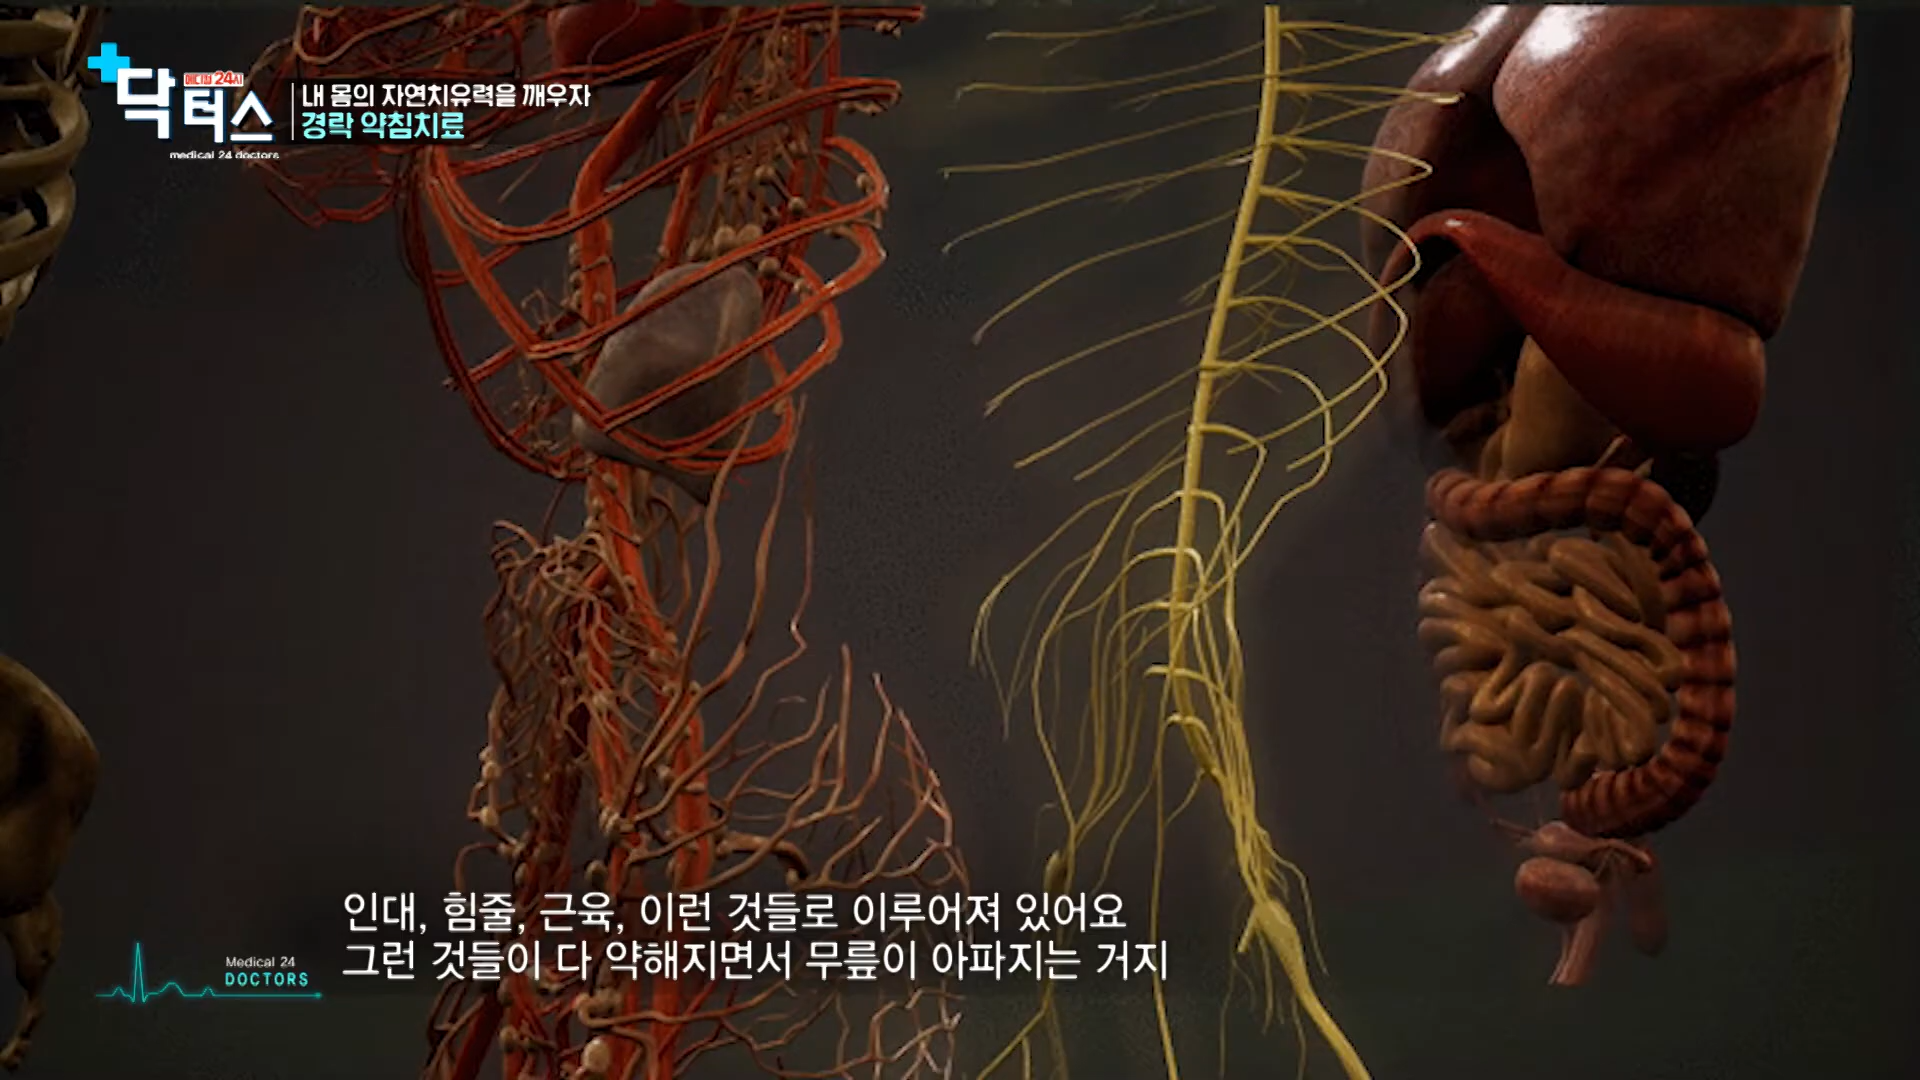 메디컬 24시
닥터스
medical 24 doctors
내 몸의 자연치유력을 깨우자
경락 약침치료
인대, 힘줄, 근육, 이런 것들로 이루어져 있어요
그런 것들이 다 약해지면서 무릎이 아파지는 거지
Medical 24
DOCTORS